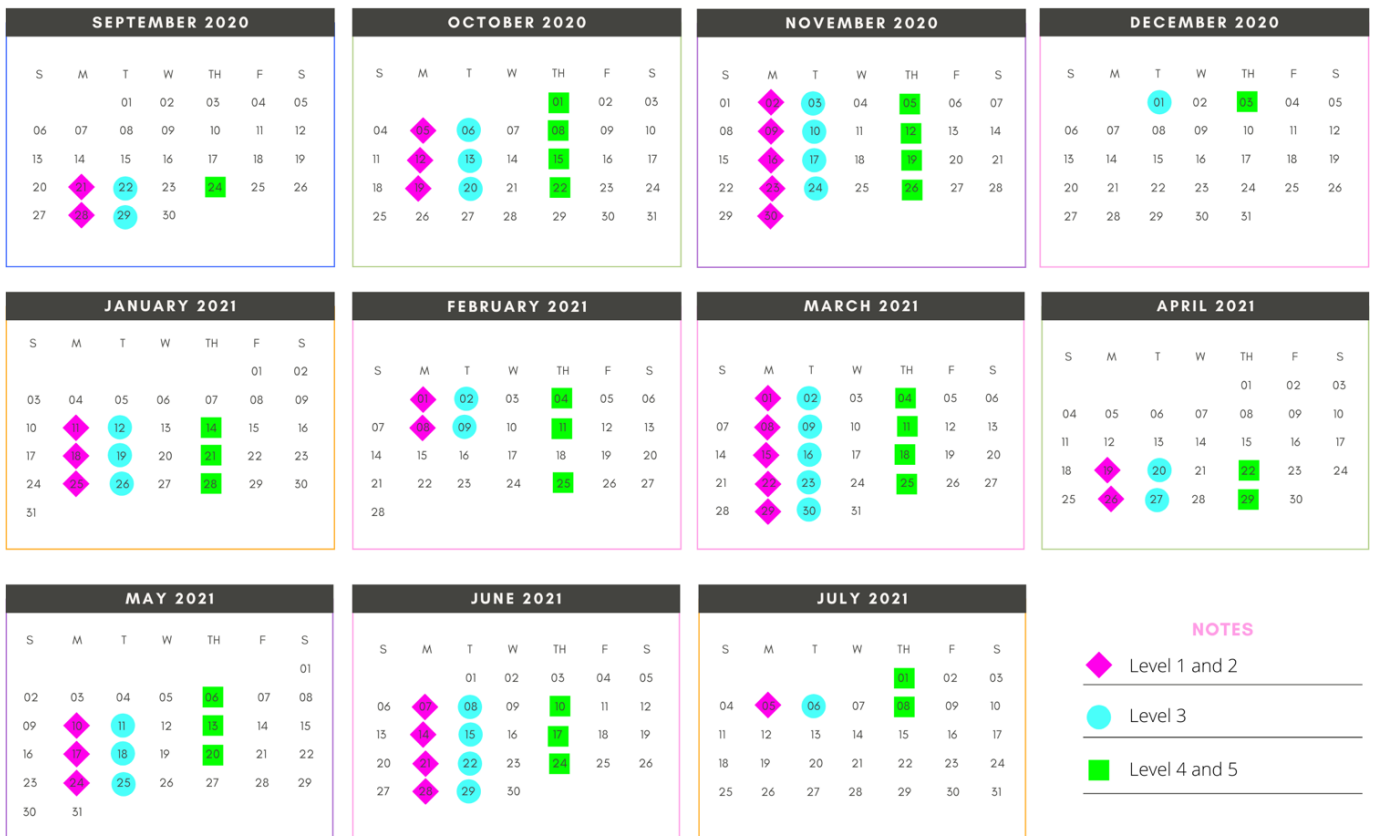 SEPTEMBER 2020
S M T W TH F S
01 02 03 04 05
06 07 08 09 10 11 12
13 14 15 16 17 18 19
20 21 22 23 24 25 26
27 28 29 30
OCTOBER 2020
S M T W TH F S
01 02 03
04 05 06 07 08 09 10
11 12 13 14 15 16 17
18 19 20 21 22 23 24
25 26 27 28 29 30 31
NOVEMBER 2020
S M T W TH F S
01 02 03 04 05 06 07
08 09 10 11 12 13 14
15 16 17 18 19 20 21
22 23 24 25 26 27 28
29 30
DECEMBER 2020
S M T W TH F S
01 02 03 04 05
06 07 08 09 10 11 12
13 14 15 16 17 18 19
20 21 22 23 24 25 26
27 28 29 30 31
JANUARY 2021
S M T W TH F S
01 02
03 04 05 06 07 08 09
10 11 12 13 14 15 16
17 18 19 20 21 22 23
24 25 26 27 28 29 30
31
FEBRUARY 2021
S M T W TH F S
01 02 03 04 05 06
07 08 09 10 11 12 13
14 15 16 17 18 19 20
21 22 23 24 25 26 27
28
MARCH 2021
S M T W TH F S
01 02 03 04 05 06
07 08 09 10 11 12 13
14 15 16 17 18 19 20
21 22 23 24 25 26 27
28 29 30 31
APRIL 2021
S M T W TH F S
01 02 03
04 05 06 07 08 09 10
11 12 13 14 15 16 17
18 19 20 21 22 23 24
25 26 27 28 29 30
MAY 2021
S M T W TH F S
01
02 03 04 05 06 07 08
09 10 11 12 13 14 15
16 17 18 19 20 21 22
23 24 25 26 27 28 29
30 31
JUNE 2021
S M T W TH F S
01 02 03 04 05
06 07 08 09 10 11 12
13 14 15 16 17 18 19
20 21 22 23 24 25 26
27 28 29 30
JULY 2021
S M T W TH F S
01 02 03
04 05 06 07 08 09 10
11 12 13 14 15 16 17
18 19 20 21 22 23 24
25 26 27 28 29 30 31
NOTES
Level 1 and 2
Level 3
Level 4 and 5